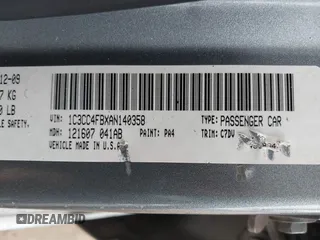 12-09
7 KG
0 LB
LE SAFETY.
VIN: 1C3CC4FBXAN140358 TYPE: PASSENGER CAR
MDH: 121607 041AB PAINT: PA4 TRIM: C7DV
VEHICLE MADE IN U.S.A.
DREAMBID